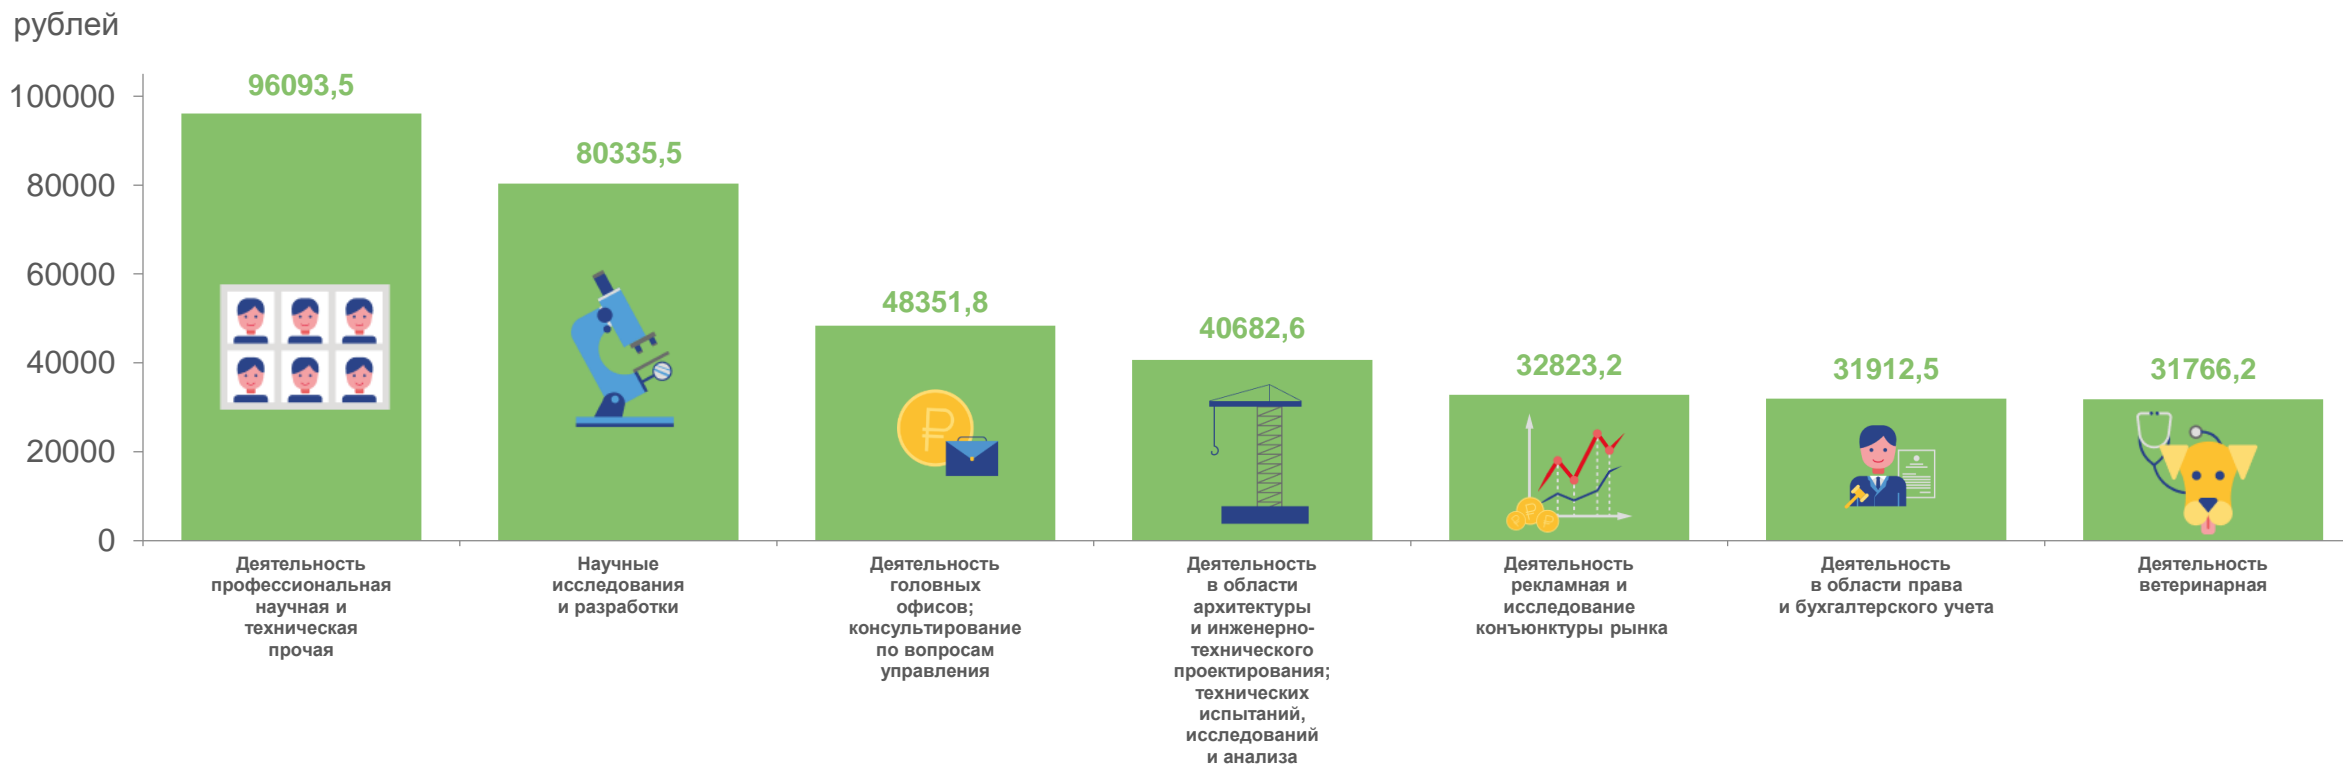 рублей
100000
80000
60000
40000
20000
0
96093,5
80335,5
48351,8
40682,6
32823,2
31912,5
31766,2
Деятельность
профессиональная
научная и
техническая
прочая
Научные
исследования
и разработки
Деятельность
головных
офисов;
консультирование
по вопросам
управления
Деятельность
в области
архитектуры
и инженерно-
технического
проектирования;
технических
испытаний,
исследований
и анализа
Деятельность
рекламная и
исследование
конъюнктуры рынка
Деятельность
в области права
и бухгалтерского учета
Деятельность
ветеринарная